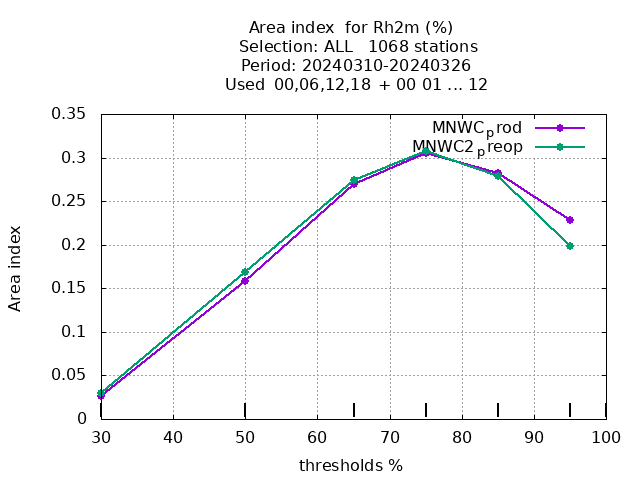 Area index  for Rh2m (%)
Selection: ALL   1068 stations
Period: 20240310-20240326
Used  00,06,12,18  + 00 01 ... 12
MNWCprod
MNWC2preop
0.35
0.3
0.25
0.2
0.15
0.1
0.05
0
Area index
30 40 50 60 70 80 90 100
thresholds %